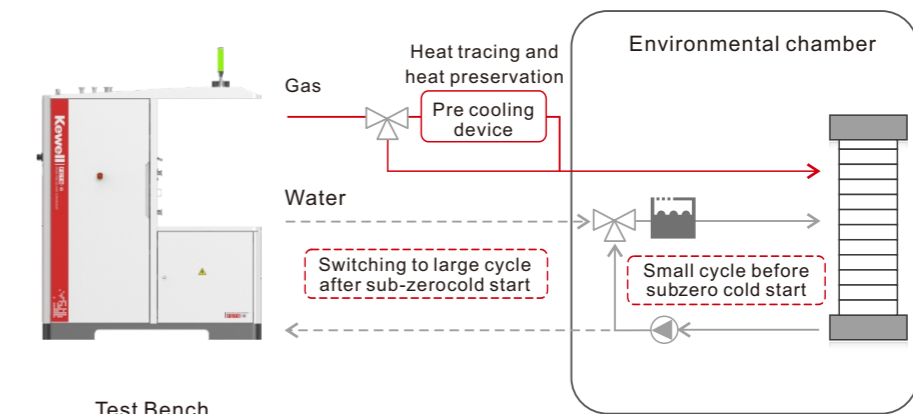 Environmental chamber
Heat tracing and
heat preservation
Gas
Pre cooling
device
Kewell
Water
Switching to large cycle
after sub-zerocold start
Small cycle before
subzero cold start
Test Bench